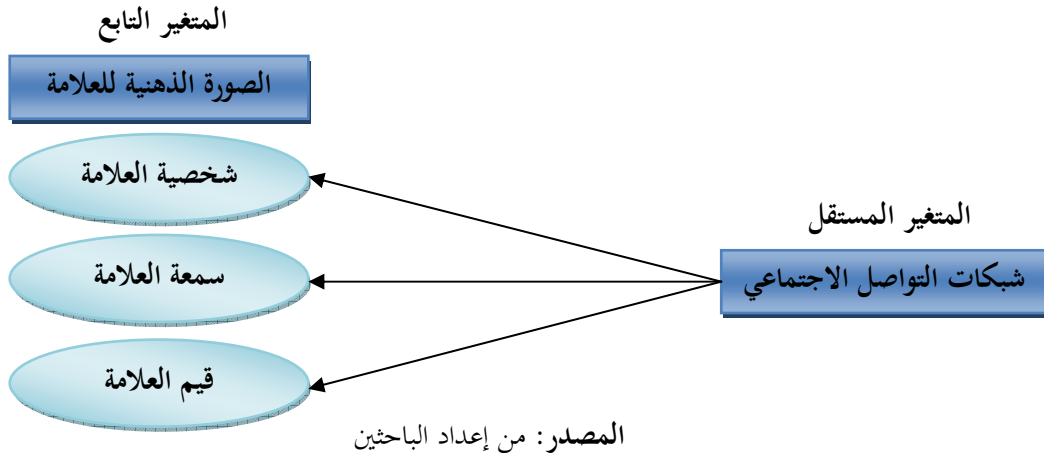 المتغير التابع
الصورة الذهنية للعلامة
شخصية العلامة
المتغير المستقل
سمعة العلامة
شبكات التواصل الاجتماعي
قيم العلامة
المصدر: من إعداد الباحثين